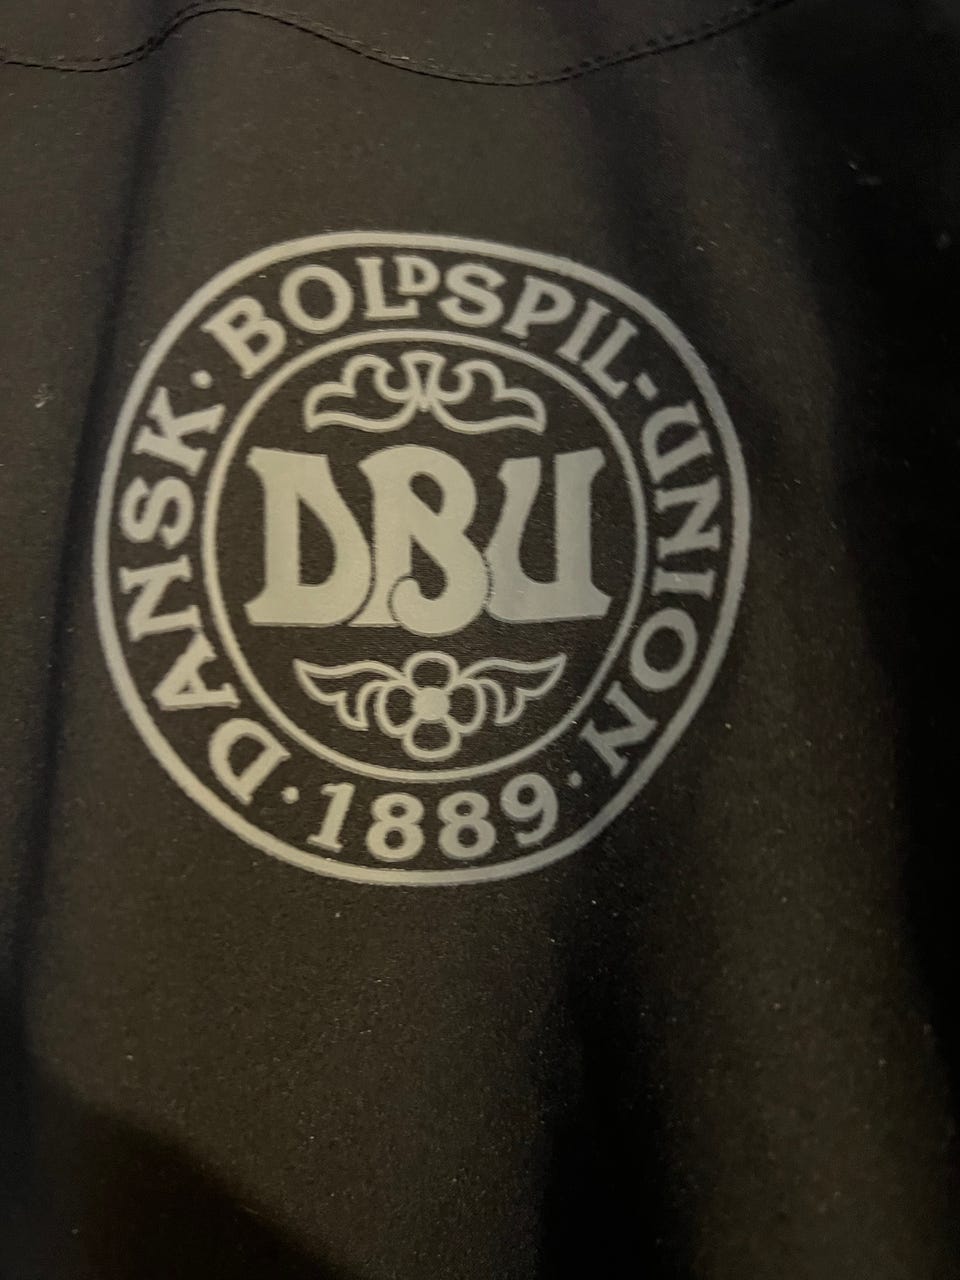 DANSK · BOLDSPIL-UNION
DBU
· 1889 ·